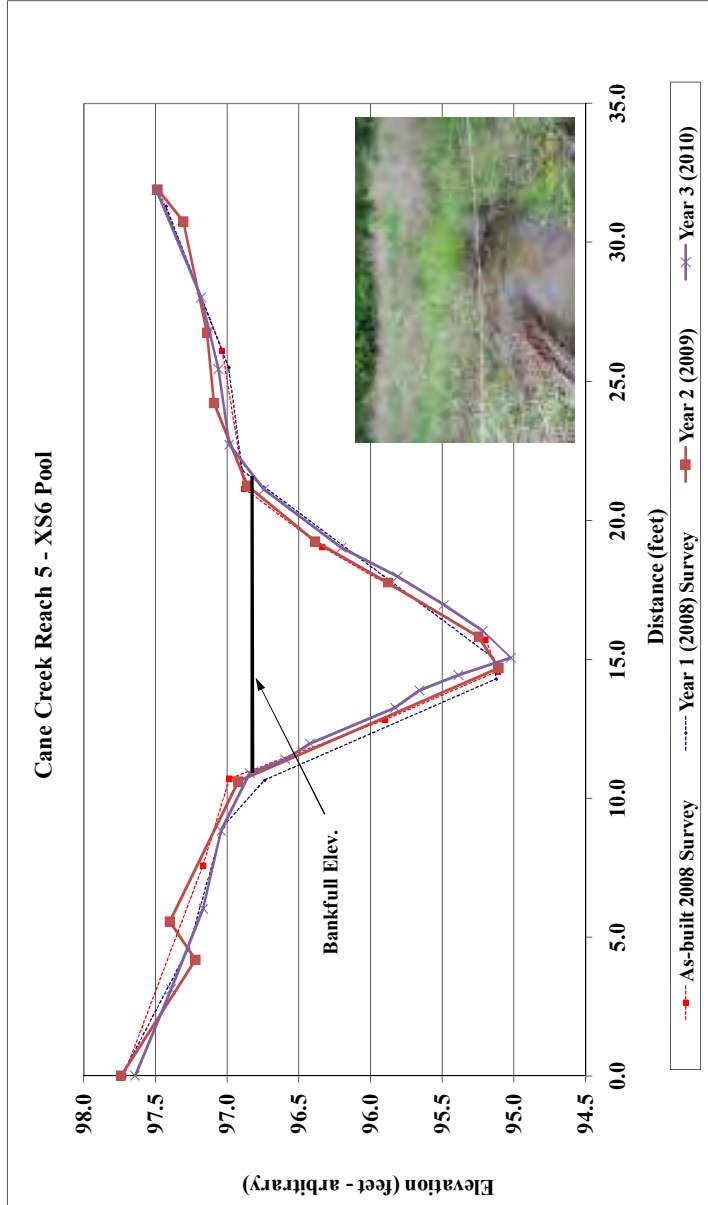 Cane Creek Reach 5 - XS6 Pool
Elevation (feet - arbitrary)
98.0
97.5
97.0
96.5
96.0
95.5
95.0
94.5
Bankfull Elev.
0.0
5.0
10.0
15.0
20.0
25.0
30.0
35.0
Distance (feet)
As-built 2008 Survey
Year 1 (2008) Survey
Year 2 (2009)
Year 3 (2010)